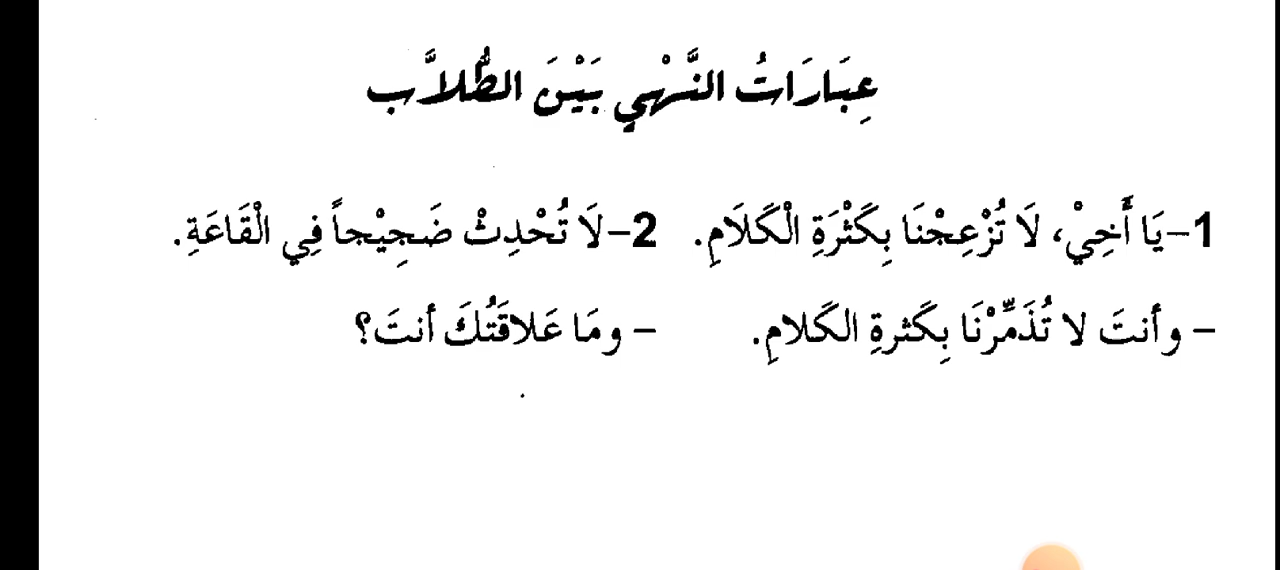 عِبَارَاتُ النَّهْيِ بَيْنَ الطُّلاَّب
1–يَا أَخِيْ، لَا تُزْعِجْنَا بِكَثْرَةِ الْكَلَامِ. 2–لَا تُحْدِثْ ضَجِيْجاً فِي الْقَاعَةِ.
– وأنتَ لا تُذَمِّرْنَا بِكَثرةِ الكَلامِ. – ومَا عَلاقَتُكَ أنتَ؟